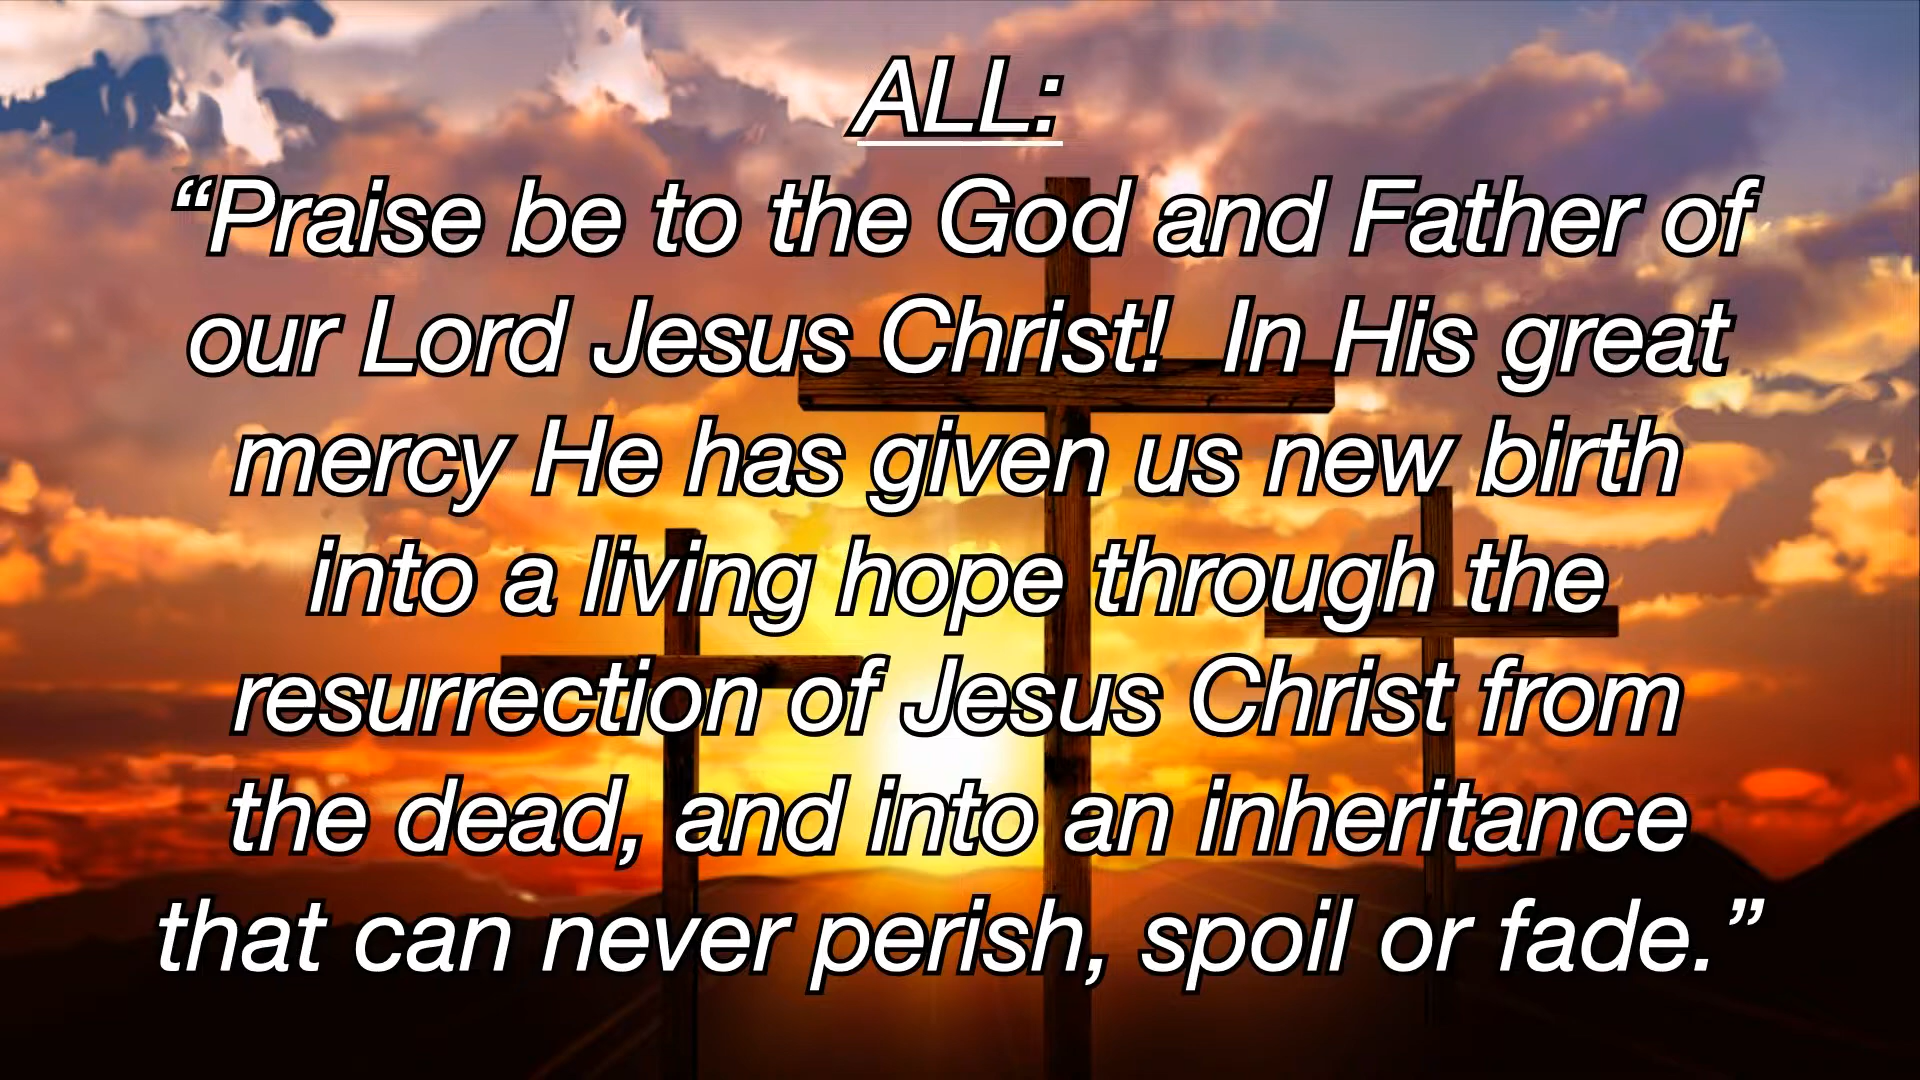 ALL:
“Praise be to the God and Father of
our Lord Jesus Christ!  In His great
mercy He has given us new birth
into a living hope through the
resurrection of Jesus Christ from
the dead, and into an inheritance
that can never perish, spoil or fade.”